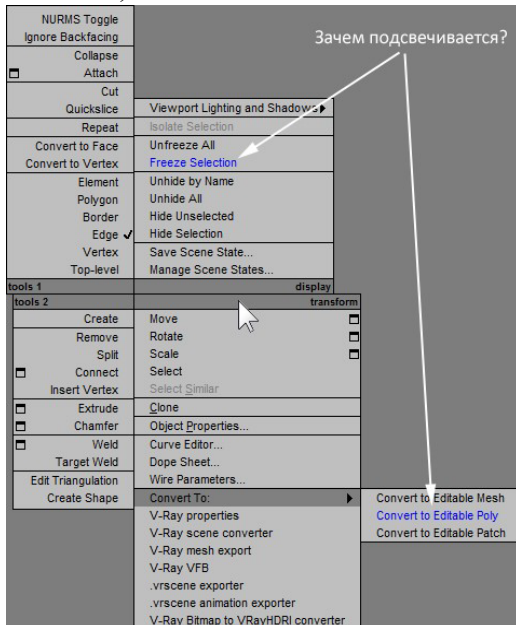 Зачем подсвечивается?
NURMS Toggle
Ignore Backfacing
Collapse
Attach
Cut
Quickslice
Repeat
Convert to Face
Convert to Vertex
Element
Polygon
Border
Edge ✓
Vertex
Top-level
tools 1
Viewport Lighting and Shadows
Isolate Selection
Unfreeze All
Freeze Selection
Unhide by Name
Unhide All
Hide Unselected
Hide Selection
Save Scene State...
Manage Scene States...
display
tools 2
Create
Remove
Split
Connect
Insert Vertex
Extrude
Chamfer
Weld
Target Weld
Edit Triangulation
Create Shape
transform
Move
Rotate
Scale
Select
Select Similar
Clone
Object Properties...
Curve Editor...
Dope Sheet...
Wire Parameters...
Convert To:
V-Ray properties
V-Ray scene converter
V-Ray mesh export
V-Ray VFB
.vrscene exporter
.vrscene animation exporter
V-Ray Bitmap to VRayHDRI converter
Convert to Editable Mesh
Convert to Editable Poly
Convert to Editable Patch